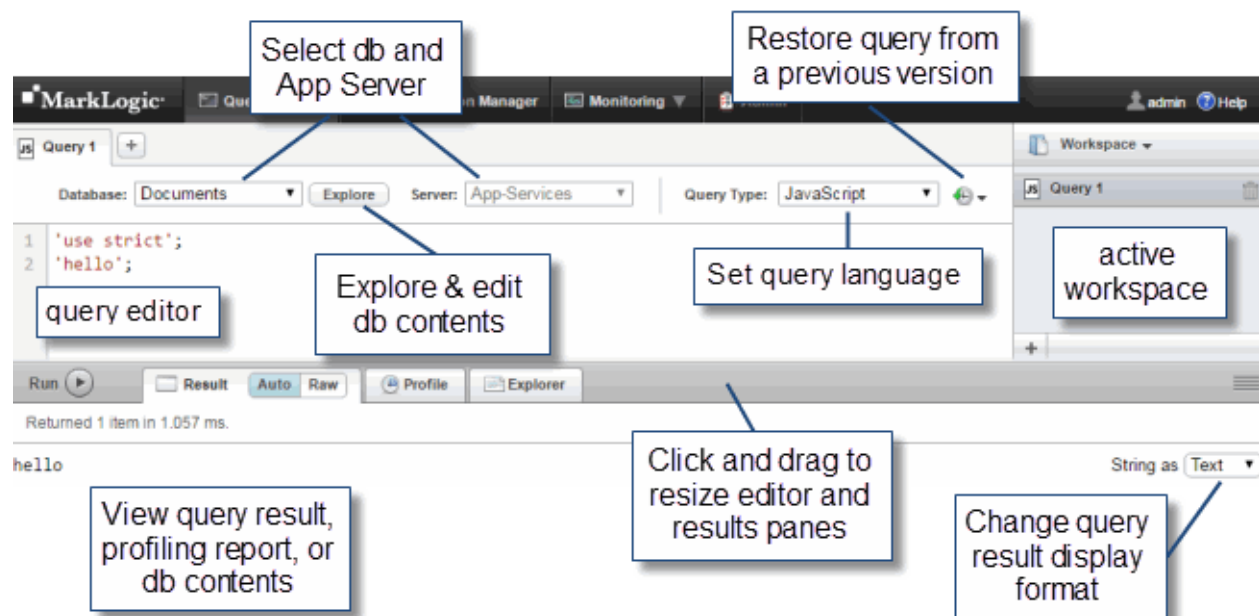 Select db and
App Server
Restore query from
a previous version
MarkLogic
Manager
Monitoring
admin
Help
JS Query 1 +
Workspace
Database: Documents
Explore
Server: App-Services
Query Type: JavaScript
JS Query 1
1 'use strict';
2 'hello';
query editor
Explore & edit
db contents
Set query language
active
workspace
+
Run
Result
Auto
Raw
Profile
Explorer
Returned 1 item in 1.057 ms.
hello
String as Text
View query result,
profiling report, or
db contents
Click and drag to
resize editor and
results panes
Change query
result display
format